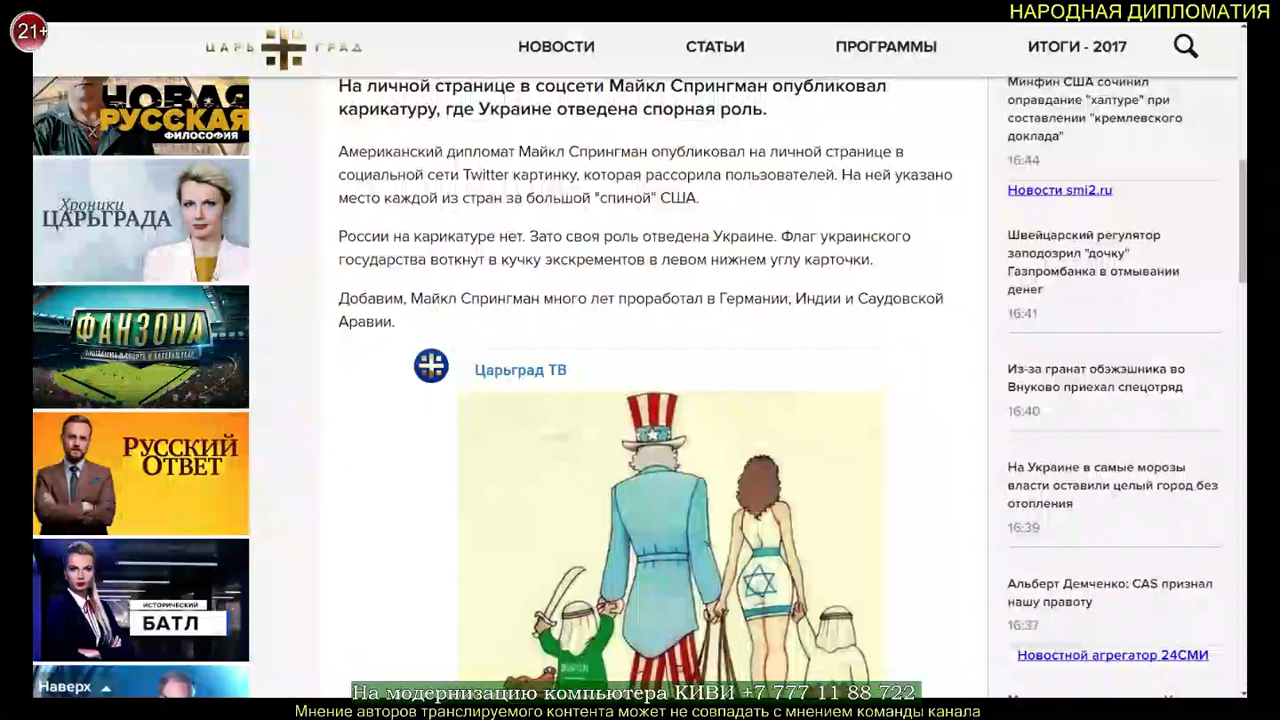 НАРОДНАЯ ДИПЛОМАТИЯ
21+
ЦАРЬ ГРАД
НОВОСТИ
СТАТЬИ
ПРОГРАММЫ
ИТОГИ - 2017
НОВАЯ
РУССКАЯ
ФИЛОСОФИЯ
Хроники
ЦАРЬГРАДА
ФАНЗОНА
РУССКИЙ
ОТВЕТ
ИСТОРИЧЕСКИЙ
БАТЛ
Наверх
На личной странице в соцсети Майкл Спрингман опубликовал
карикатуру, где Украине отведена спорная роль.
Американский дипломат Майкл Спрингман опубликовал на личной странице в
социальной сети Twitter картинку, которая рассорила пользователей. На ней указано
место каждой из стран за большой "спиной" США.
России на карикатуре нет. Зато своя роль отведена Украине. Флаг украинского
государства воткнут в кучку экскрементов в левом нижнем углу карточки.
Добавим, Майкл Спрингман много лет проработал в Германии, Индии и Саудовской
Аравии.
Царьград ТВ
Минфин США сочинил
оправдание "халтуре" при
составлении "кремлевского
доклада"
16:44
Новости smi2.ru
Швейцарский регулятор
заподозрил "дочку"
Газпромбанка в отмывании
денег
16:41
Из-за гранат обэжэшника во
Внуково приехал спецотряд
16:40
На Украине в самые морозы
власти оставили целый город без
отопления
16:39
Альберт Демченко: CAS признал
нашу правоту
16:37
Новостной агрегатор 24СМИ
На модернизацию компьютера КИВИ +7 777 11 88 722
Мнение авторов транслируемого контента может не совпадать с мнением команды канала